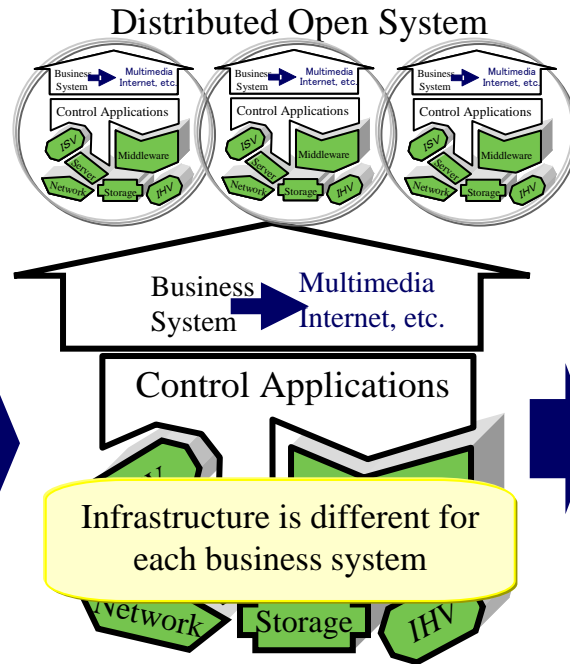 Distributed Open System
Business
System
Multimedia
Internet, etc.
Control Applications
ISV
Middleware
Server
Network
Storage
IHV
Business
System
Multimedia
Internet, etc.
Control Applications
ISV
Middleware
Server
Network
Storage
IHV
Business
System
Multimedia
Internet, etc.
Control Applications
ISV
Middleware
Server
Network
Storage
IHV
Business
System
Multimedia
Internet, etc.
Control Applications
Infrastructure is different for
each business system
Network
Storage
IHV